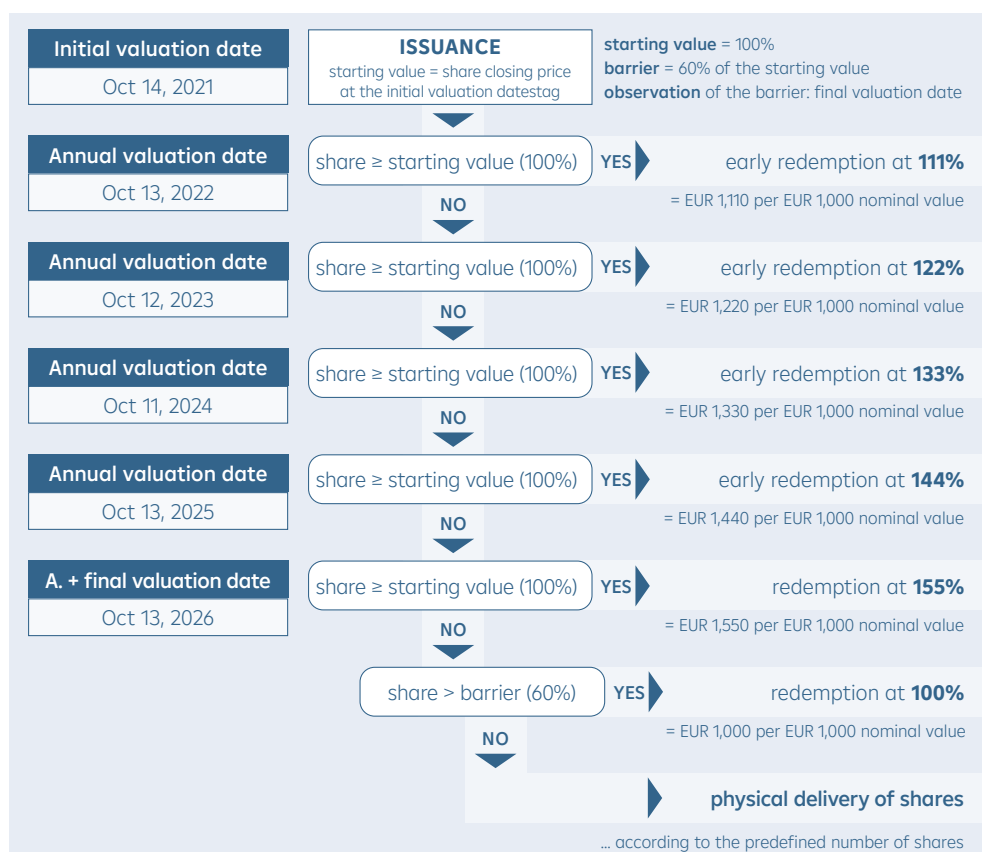 Initial valuation date
Oct 14, 2021
ISSUANCE
starting value = share closing price
at the initial valuation datestag
starting value = 100%
barrier = 60% of the starting value
observation of the barrier: final valuation date
Annual valuation date
Oct 13, 2022
share ≥ starting value (100%)
YES
early redemption at 111%
= EUR 1,110 per EUR 1,000 nominal value
NO
Annual valuation date
Oct 12, 2023
share ≥ starting value (100%)
YES
early redemption at 122%
= EUR 1,220 per EUR 1,000 nominal value
NO
Annual valuation date
Oct 11, 2024
share ≥ starting value (100%)
YES
early redemption at 133%
= EUR 1,330 per EUR 1,000 nominal value
NO
Annual valuation date
Oct 13, 2025
share ≥ starting value (100%)
YES
early redemption at 144%
= EUR 1,440 per EUR 1,000 nominal value
NO
A. + final valuation date
Oct 13, 2026
share ≥ starting value (100%)
YES
redemption at 155%
= EUR 1,550 per EUR 1,000 nominal value
NO
share > barrier (60%)
YES
redemption at 100%
= EUR 1,000 per EUR 1,000 nominal value
NO
physical delivery of shares
... according to the predefined number of shares